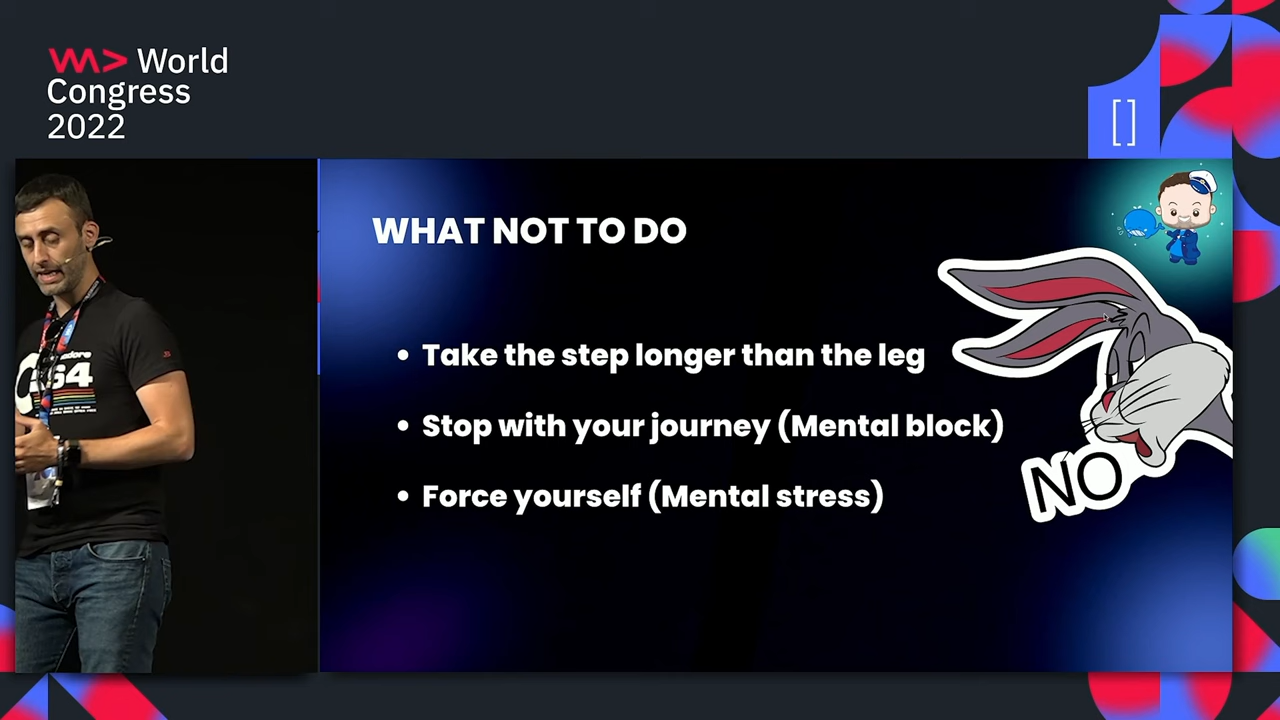 World
Congress
2022
[]
WHAT NOT TO DO
• Take the step longer than the leg
• Stop with your journey (Mental block)
• Force yourself (Mental stress)
NO
64